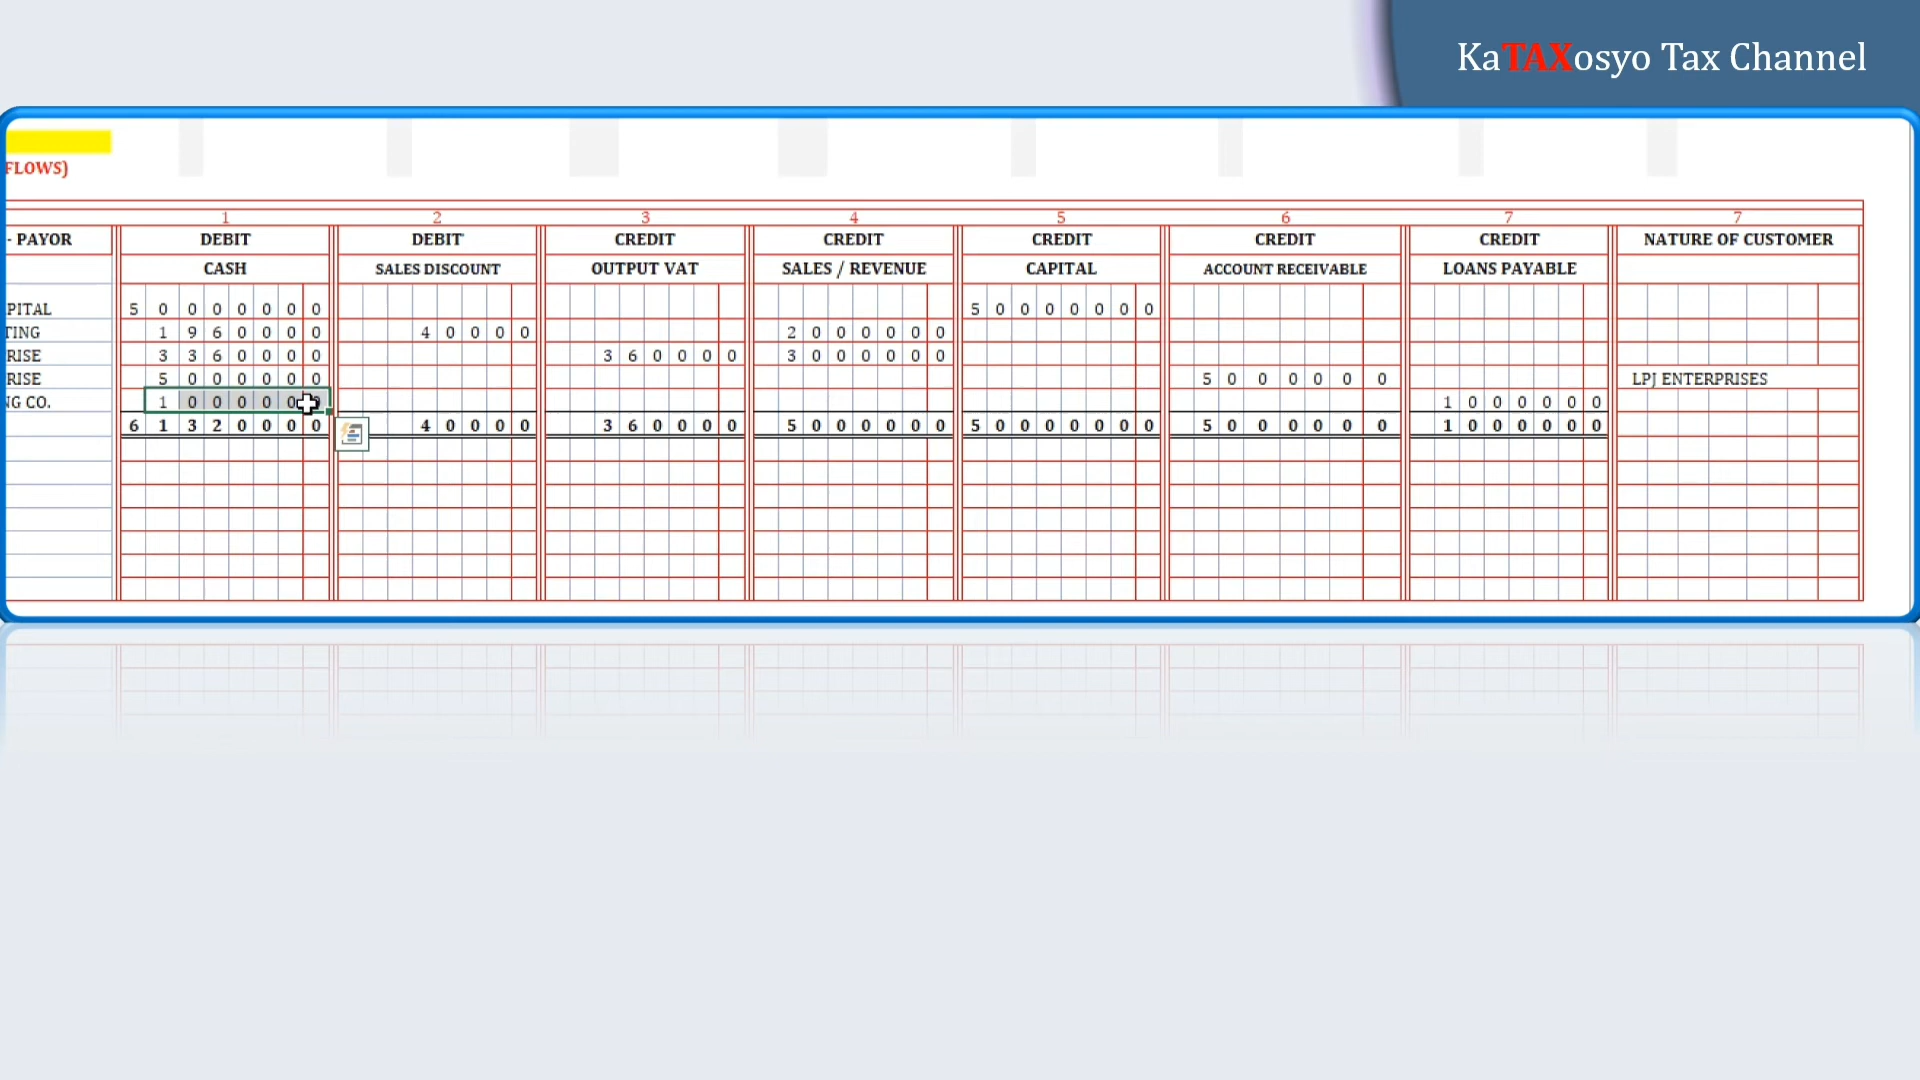 KaTAXosyo Tax Channel
FLOWS)
1 2 3 4 5 6 7 7
- PAYOR DEBIT DEBIT CREDIT CREDIT CREDIT CREDIT CREDIT NATURE OF CUSTOMER
CASH SALES DISCOUNT OUTPUT VAT SALES / REVENUE CAPITAL ACCOUNT RECEIVABLE LOANS PAYABLE
PITAL 5 0 0 0 0 0 0 0 5 0 0 0 0 0 0 0
TING 1 9 6 0 0 0 0 4 0 0 0 0 2 0 0 0 0 0 0
RISE 3 3 6 0 0 0 0 3 6 0 0 0 0 3 0 0 0 0 0 0
RISE 5 0 0 0 0 0 0 5 0 0 0 0 0 0 LPJ ENTERPRISES
NG CO. 1 0 0 0 0 0 0 1 0 0 0 0 0 0
6 1 3 2 0 0 0 0 4 0 0 0 0 3 6 0 0 0 0 5 0 0 0 0 0 0 5 0 0 0 0 0 0 0 5 0 0 0 0 0 0 1 0 0 0 0 0 0